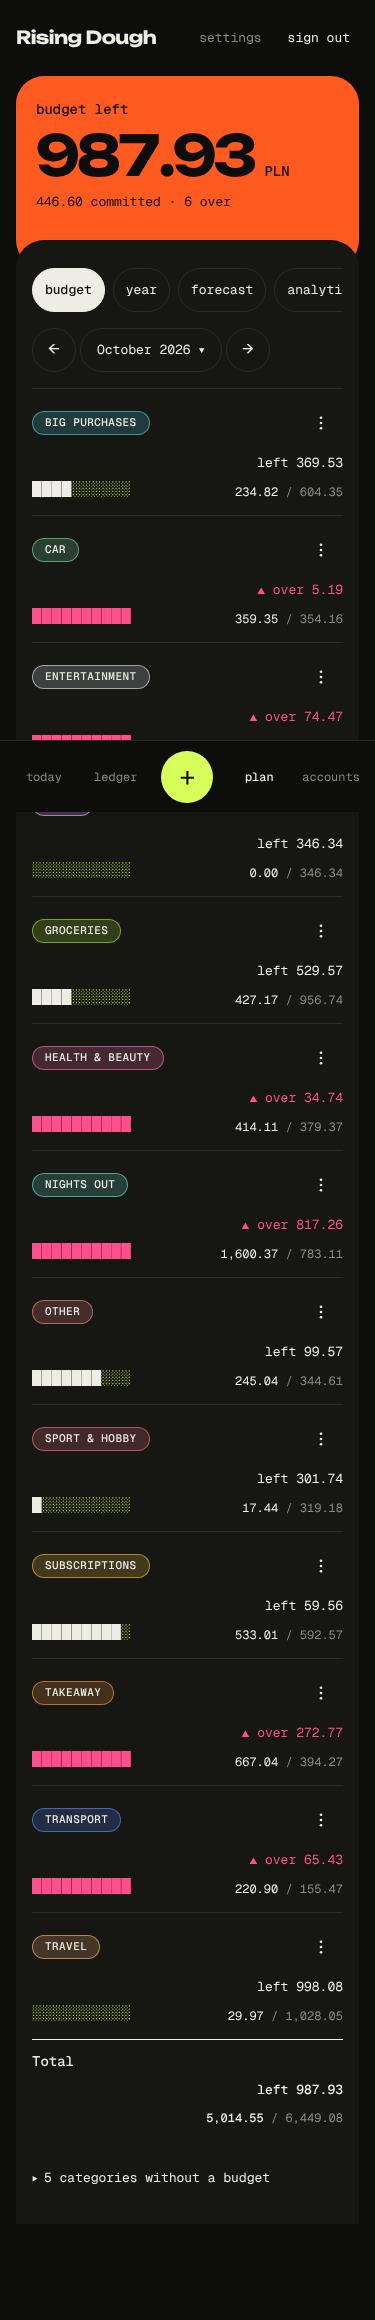 Rising Dough
settings
sign out
budget left
987.93 PLN
446.60 committed · 6 over
budget
year
forecast
analyti
← October 2026 ▾ →
BIG PURCHASES
left 369.53
234.82 / 604.35
CAR
▲ over 5.19
359.35 / 354.16
ENTERTAINMENT
▲ over 74.47
today
ledger
+
plan
accounts
left 346.34
0.00 / 346.34
GROCERIES
left 529.57
427.17 / 956.74
HEALTH & BEAUTY
▲ over 34.74
414.11 / 379.37
NIGHTS OUT
▲ over 817.26
1,600.37 / 783.11
OTHER
left 99.57
245.04 / 344.61
SPORT & HOBBY
left 301.74
17.44 / 319.18
SUBSCRIPTIONS
left 59.56
533.01 / 592.57
TAKEAWAY
▲ over 272.77
667.04 / 394.27
TRANSPORT
▲ over 65.43
220.90 / 155.47
TRAVEL
left 998.08
29.97 / 1,028.05
Total
left 987.93
5,014.55 / 6,449.08
▸ 5 categories without a budget